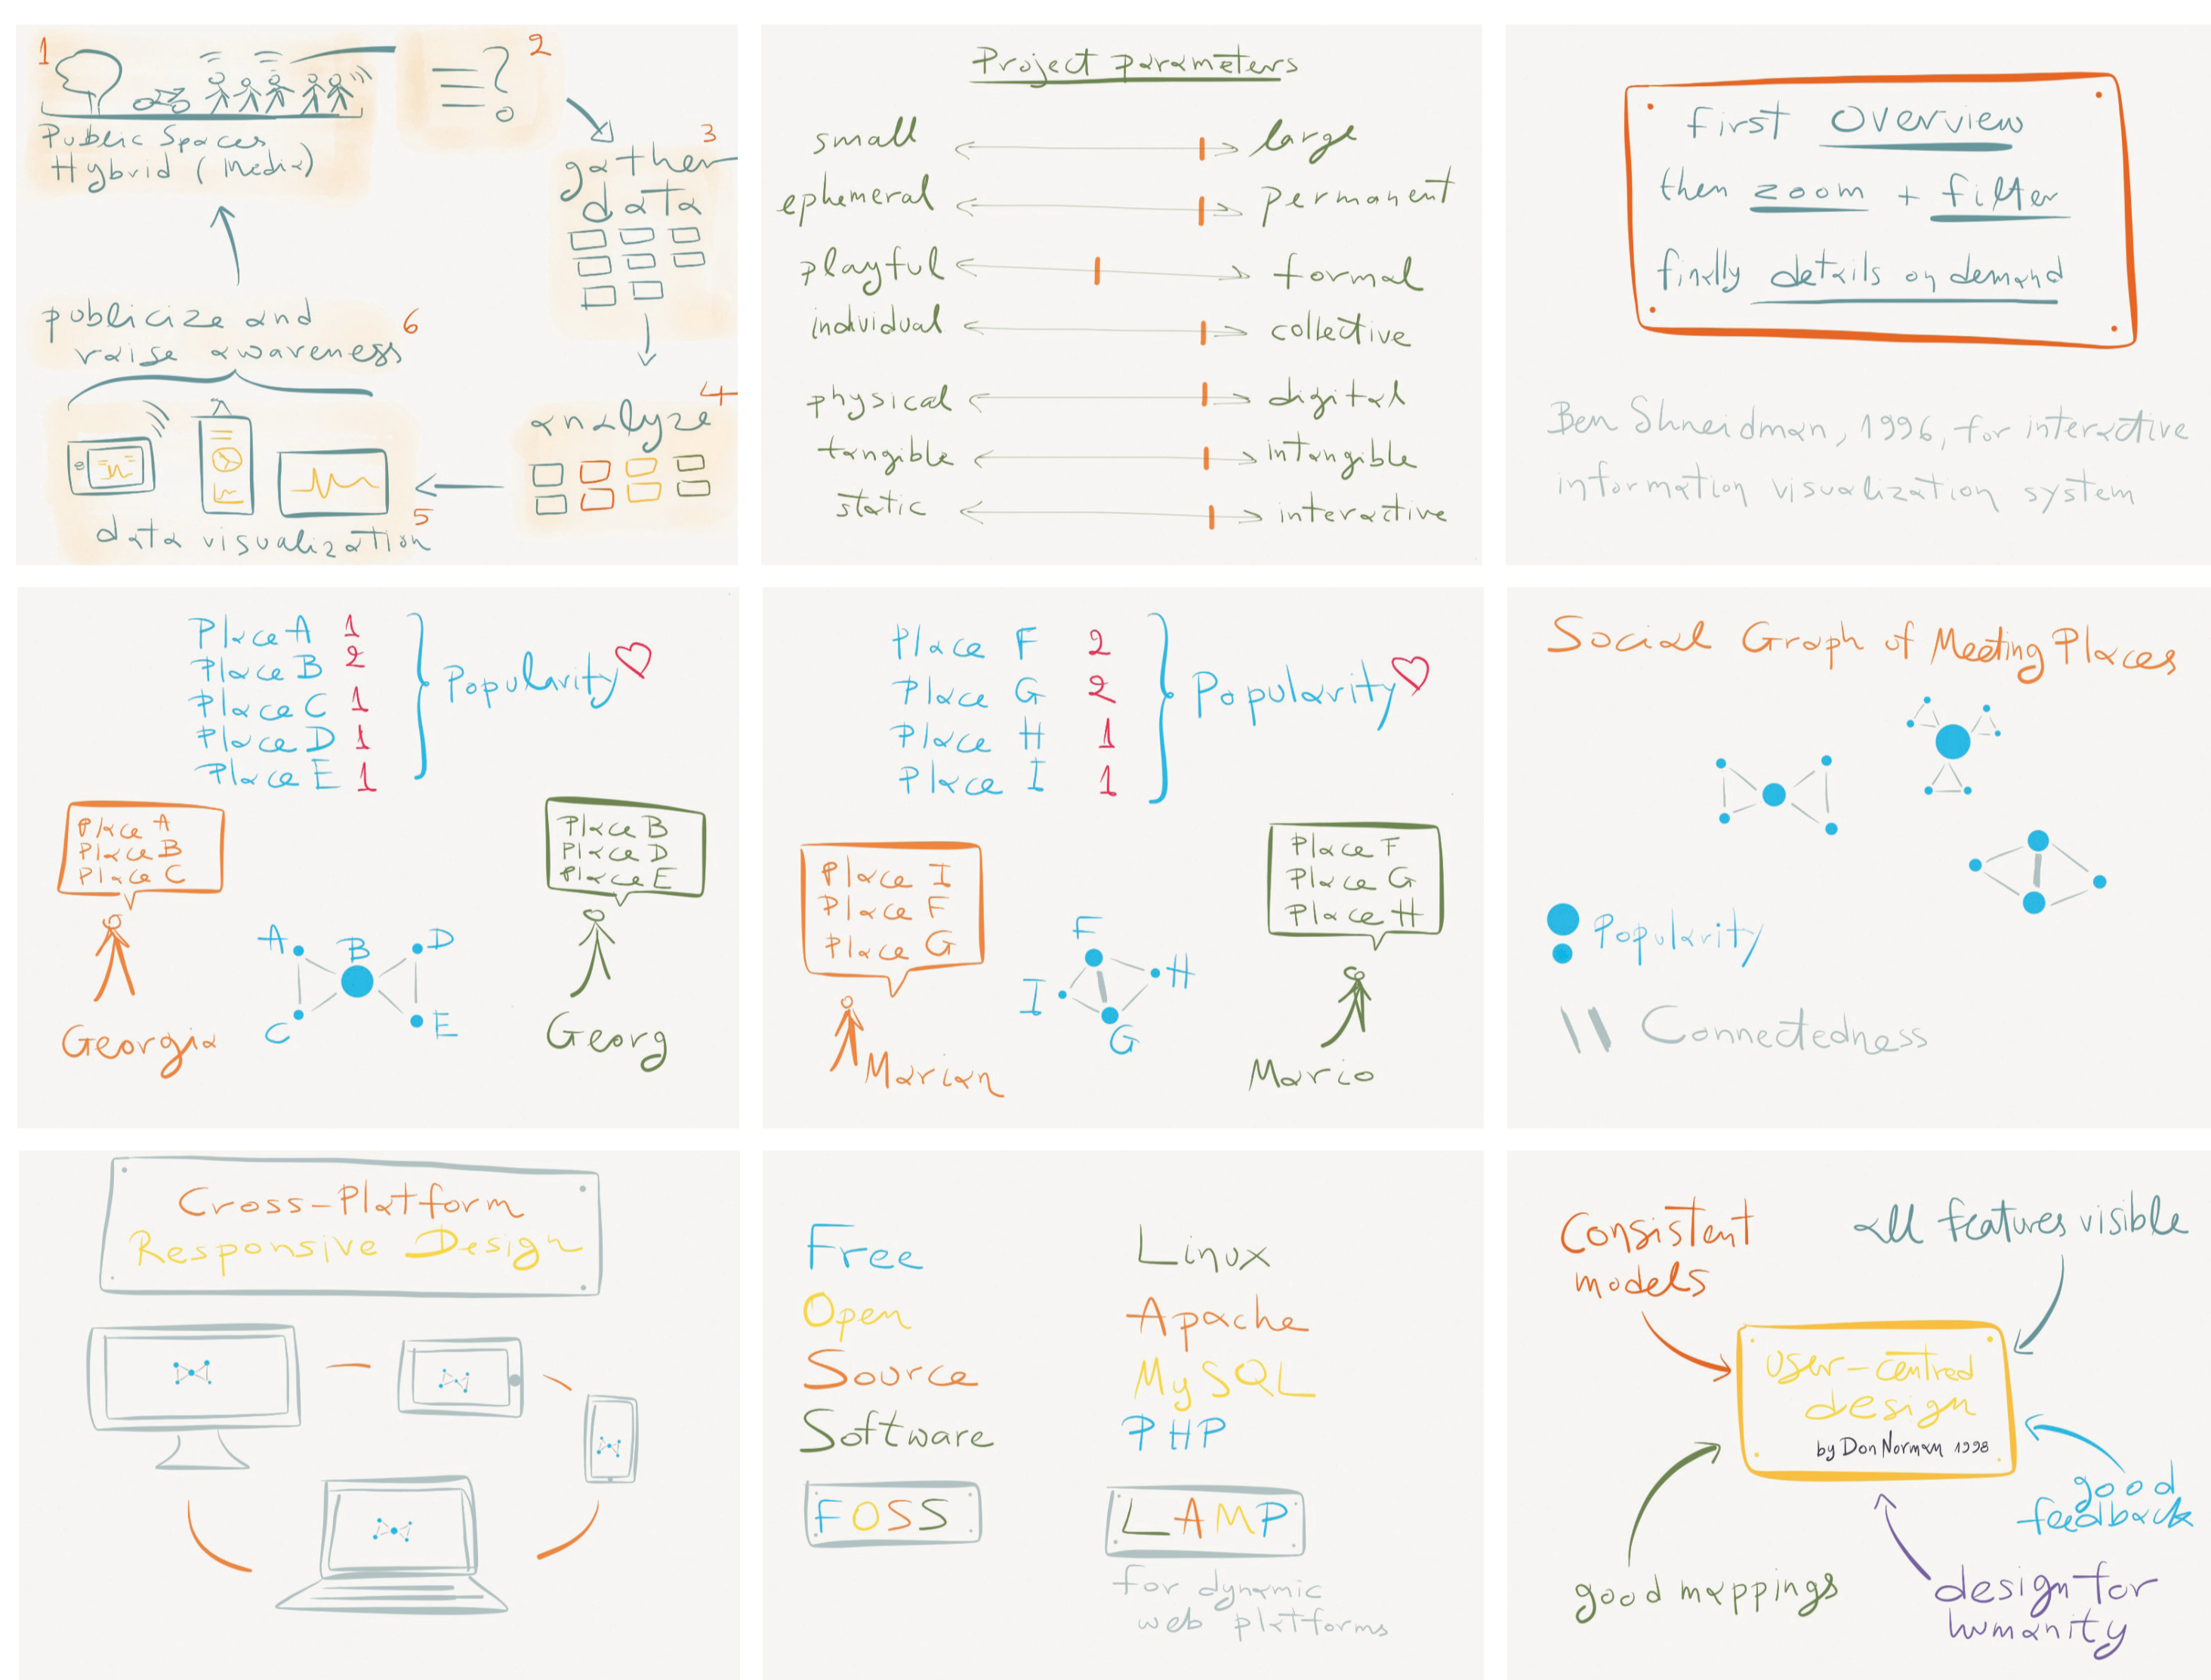 1
2
Public Spaces
Hybrid (Media)
3
gather
data
4
analyze
5
data visualization
publicize and
raise awareness
6
Project parameters
small large
ephemeral permanent
playful formal
individual collective
physical digital
tangible intangible
static interactive
first overview
then zoom + filter
finally details on demand
Ben Shneidman, 1996, for interactive
information visualization system
Place A 1
Place B 2
Place C 1
Place D 1
Place E 1
Popularity
Place A
Place B
Place C
Georgia
A
B
C
D
E
Place B
Place D
Place E
Georg
Place F 2
Place G 2
Place H 1
Place I 1
Popularity
Place I
Place F
Place G
Marian
F
I
G
H
Place F
Place G
Place H
Mario
Social Graph of Meeting Places
Popularity
Connectedness
Cross-Platform
Responsive Design
Free
Open
Source
Software
FOSS
Linux
Apache
MySQL
PHP
LAMP
for dynamic
web platforms
Consistent
models
all features visible
user-centred
design
by Don Norman 1998
good
feedback
good mappings
design for
humanity